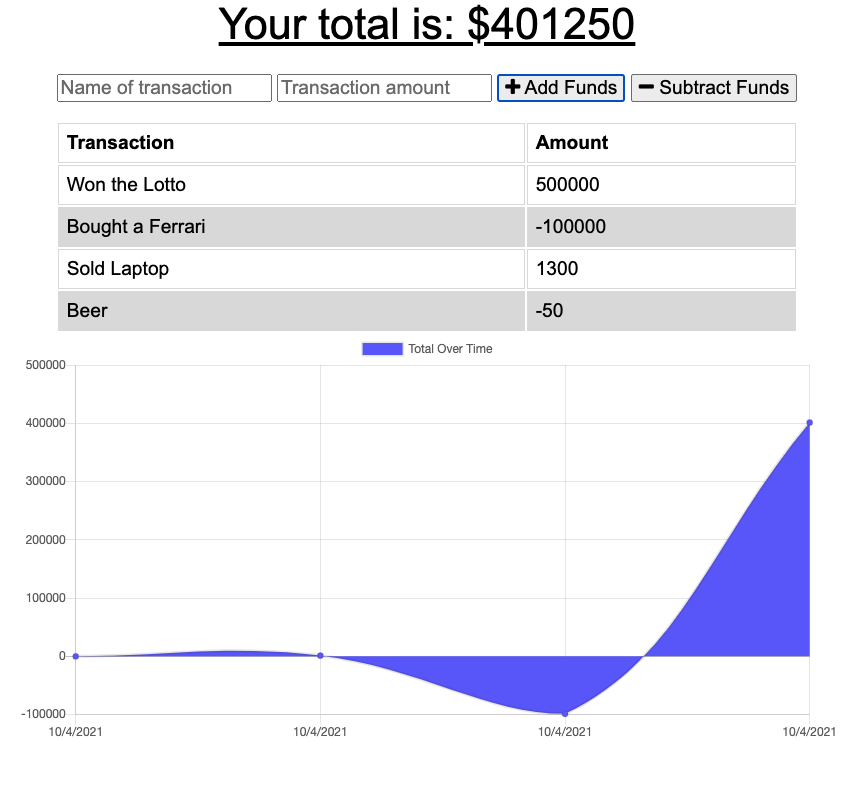 Your total is: $401250
Name of transaction Transaction amount + Add Funds − Subtract Funds
Transaction Amount
Won the Lotto 500000
Bought a Ferrari -100000
Sold Laptop 1300
Beer -50
Total Over Time
500000
400000
300000
200000
100000
0
-100000
10/4/2021 10/4/2021 10/4/2021 10/4/2021